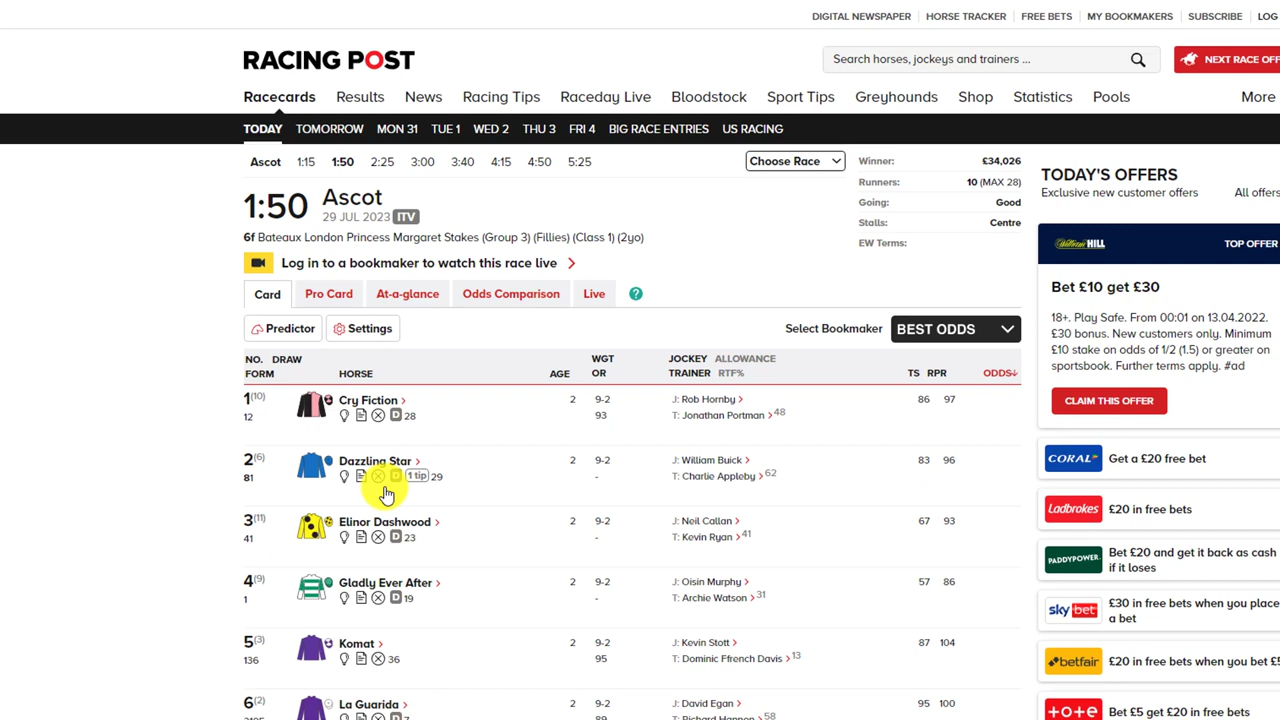 DIGITAL NEWSPAPER HORSE TRACKER FREE BETS MY BOOKMAKERS SUBSCRIBE LOG
RACING POST
Search horses, jockeys and trainers ...
NEXT RACE OFF
Racecards Results News Racing Tips Raceday Live Bloodstock Sport Tips Greyhounds Shop Statistics Pools More
TODAY TOMORROW MON 31 TUE 1 WED 2 THU 3 FRI 4 BIG RACE ENTRIES US RACING
Ascot 1:15 1:50 2:25 3:00 3:40 4:15 4:50 5:25
Choose Race
1:50 Ascot
29 JUL 2023 ITV
6f Bateaux London Princess Margaret Stakes (Group 3) (Fillies) (Class 1) (2yo)
Winner: £34,026
Runners: 10 (MAX 28)
Going: Good
Stalls: Centre
EW Terms:
Log in to a bookmaker to watch this race live
Card Pro Card At-a-glance Odds Comparison Live ?
Predictor Settings
Select Bookmaker BEST ODDS
NO. DRAW WGT JOCKEY ALLOWANCE
FORM HORSE AGE OR TRAINER RTF% TS RPR ODDS
1(10) Cry Fiction 2 9-2 J: Rob Hornby 86 97
12 D 28 93 T: Jonathan Portman 48
2(6) Dazzling Star 2 9-2 J: William Buick 83 96
81 D 1 tip 29 - T: Charlie Appleby 62
3(11) Elinor Dashwood 2 9-2 J: Neil Callan 67 93
41 D 23 - T: Kevin Ryan 41
4(9) Gladly Ever After 2 9-2 J: Oisin Murphy 57 86
1 D 19 - T: Archie Watson 31
5(3) Komat 2 9-2 J: Kevin Stott 87 104
136 36 95 T: Dominic Ffrench Davis 13
6(2) La Guarida 2 9-2 J: David Egan 95 100
D 7 89 T: Richard Hannon 58
TODAY'S OFFERS
Exclusive new customer offers All offers
William HILL TOP OFFER
Bet £10 get £30
18+. Play Safe. From 00:01 on 13.04.2022.
£30 bonus. New customers only. Minimum
£10 stake on odds of 1/2 (1.5) or greater on
sportsbook. Further terms apply. #ad
CLAIM THIS OFFER
CORAL Get a £20 free bet
Ladbrokes £20 in free bets
PADDYPOWER. Bet £20 and get it back as cash
if it loses
sky bet £30 in free bets when you place
a bet
betfair £20 in free bets when you bet
tote Bet £5 get £20 in free bets